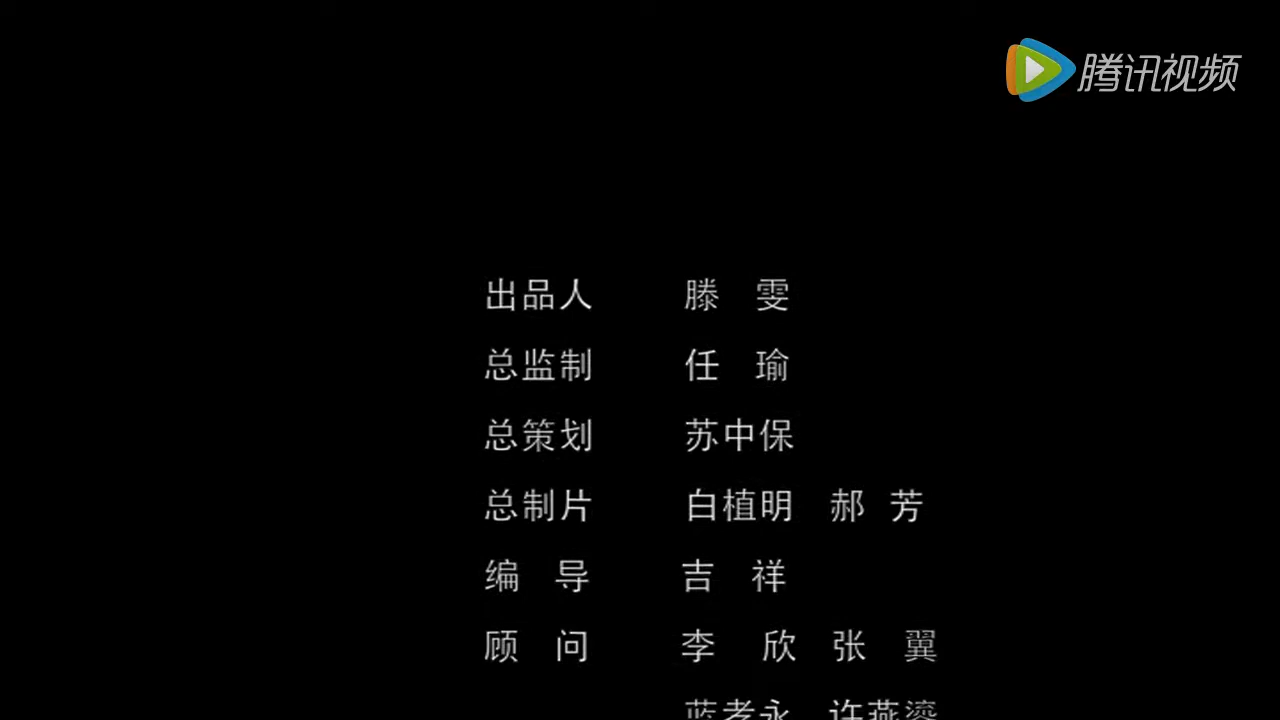 腾讯视频
出品人 滕 雯
总监制 任 瑜
总策划 苏中保
总制片 白植明 郝 芳
编 导 吉 祥
顾 问 李 欣 张 翼